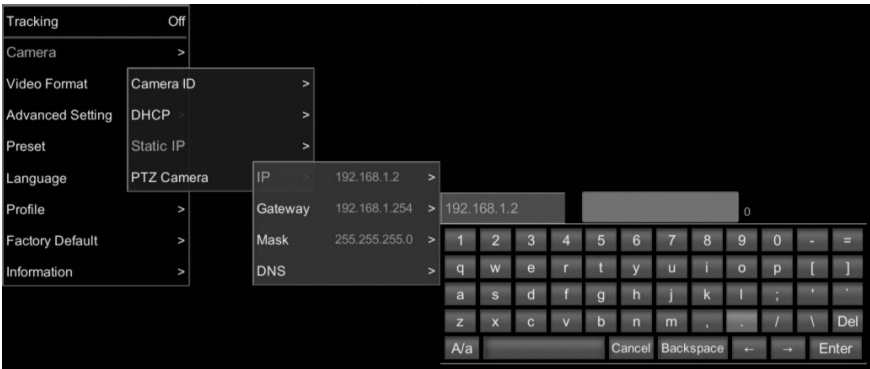 Tracking Off
Camera >
Video Format
Advanced Setting >
Preset
Language
Profile >
Factory Default >
Information >
Camera ID >
DHCP >
Static IP
PTZ Camera
IP > 192.168.1.2 >
Gateway 192.168.1.254 >
Mask 255.255.255.0 >
DNS >
192.168.1.2
0
1 2 3 4 5 6 7 8 9 0 - =
q w e r t y u i o p [ ]
a s d f g h j k l ; ' `
z x c v b n m , . / \ Del
A/a Cancel Backspace ← → Enter